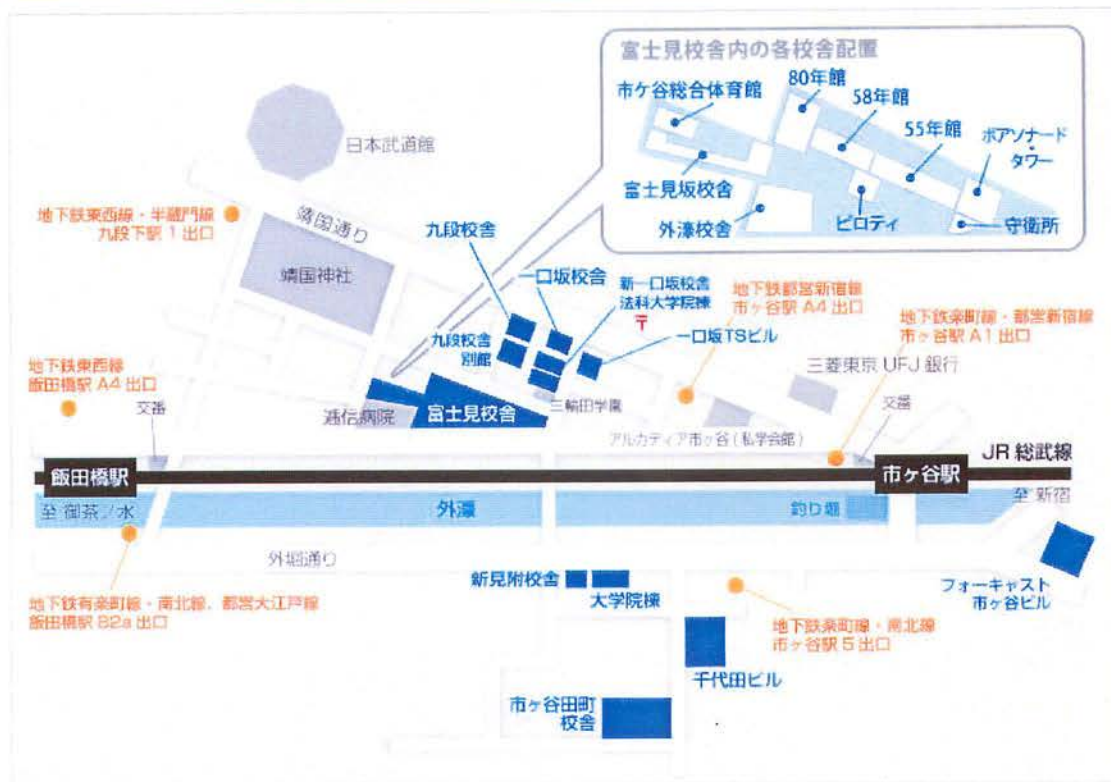 富士見校舎内の各校舎配置
市ケ谷総合体育館
80年館
58年館
55年館
ボアソナード
・
タワー
富士見坂校舎
外濠校舎
ピロティ
守衛所
日本武道館
地下鉄東西線・半蔵門線
九段下駅 1 出口
靖国通り
靖国神社
九段校舎
一口坂校舎
新一口坂校舎
法科大学院棟
〒
九段校舎
別館
一口坂TSビル
地下鉄都営新宿線
市ヶ谷駅 A4 出口
地下鉄楽町線・都営新宿線
市ヶ谷駅 A1 出口
三菱東京 UFJ 銀行
地下鉄東西線
飯田橋駅 A4 出口
交番
逓信病院
富士見校舎
三輪田学園
アルカディア市ヶ谷(私学会館)
交番
JR 総武線
飯田橋駅
市ヶ谷駅
至 御茶ノ水
外濠
釣り堀
至 新宿
外堀通り
新見附校舎
大学院棟
フォーキャスト
市ヶ谷ビル
地下鉄有楽町線・南北線、都営大江戸線
飯田橋駅 B2a 出口
地下鉄楽町線・南北線
市ヶ谷駅 5 出口
千代田ビル
市ヶ谷田町
校舎